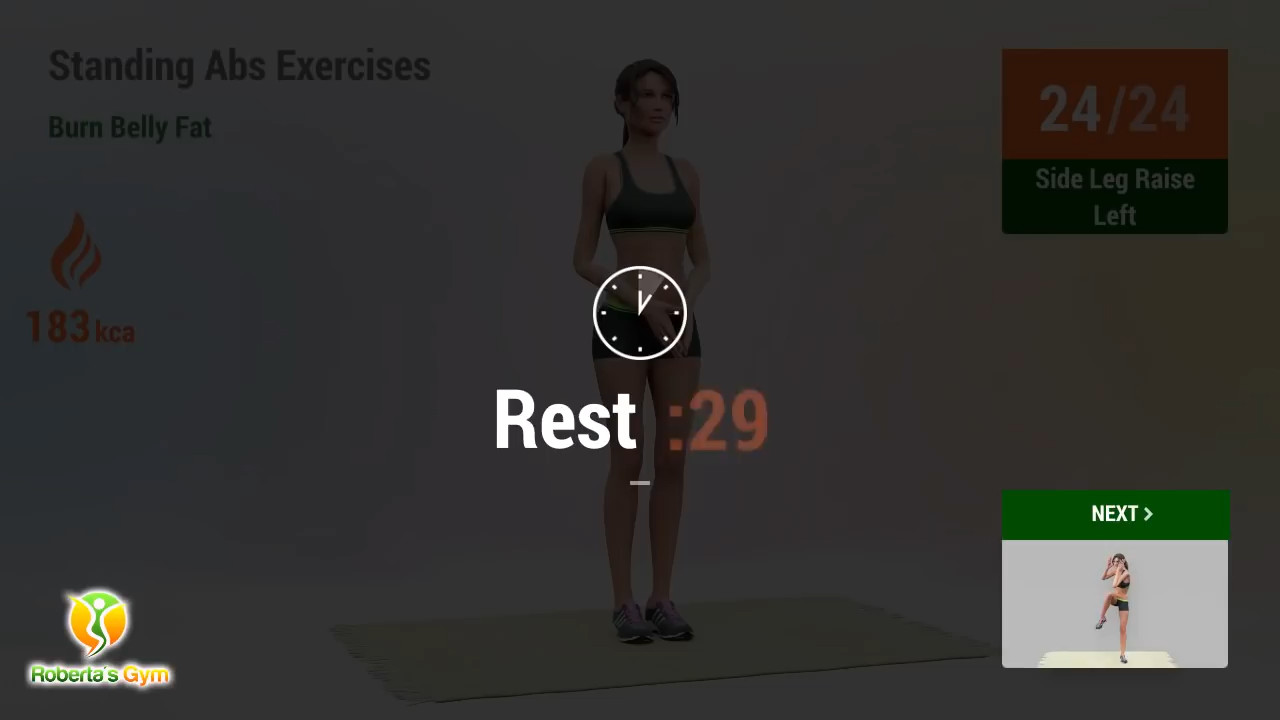 Standing Abs Exercises
Burn Belly Fat
24/24
Side Leg Raise
Left
183 kca
Rest :29
NEXT >
Roberta's Gym